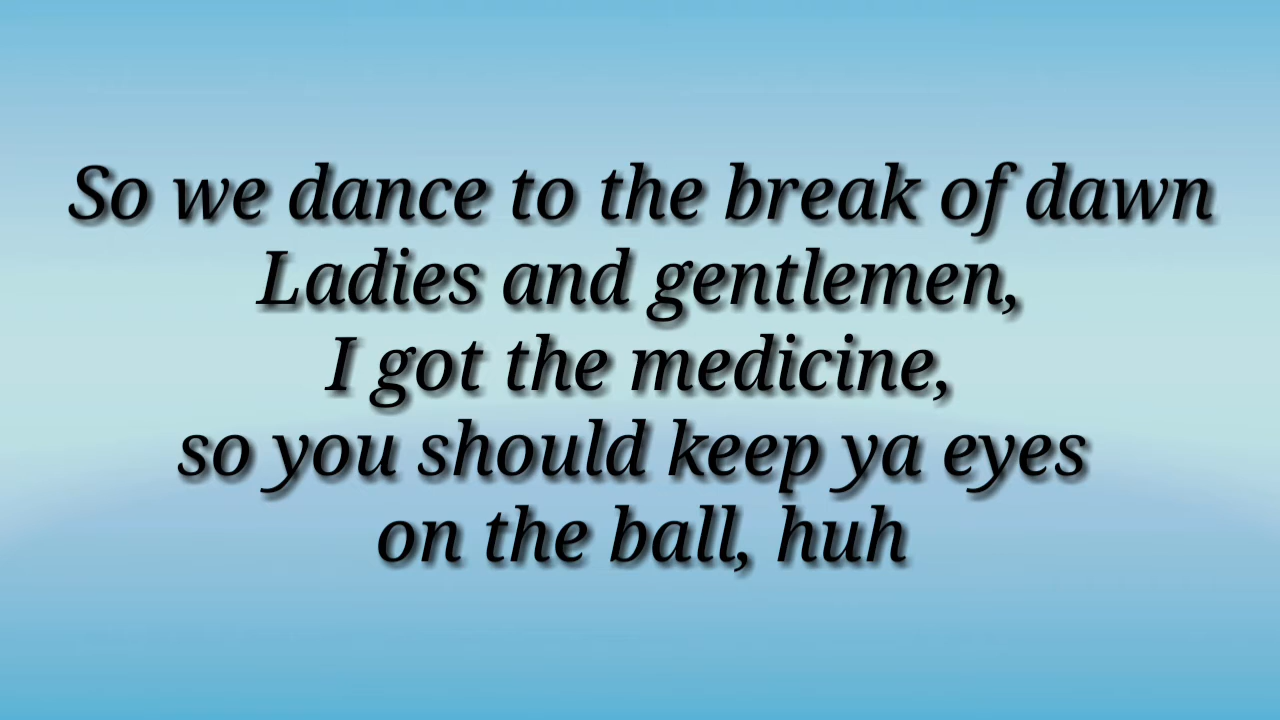 So we dance to the break of dawn
Ladies and gentlemen,
I got the medicine,
so you should keep ya eyes
on the ball, huh